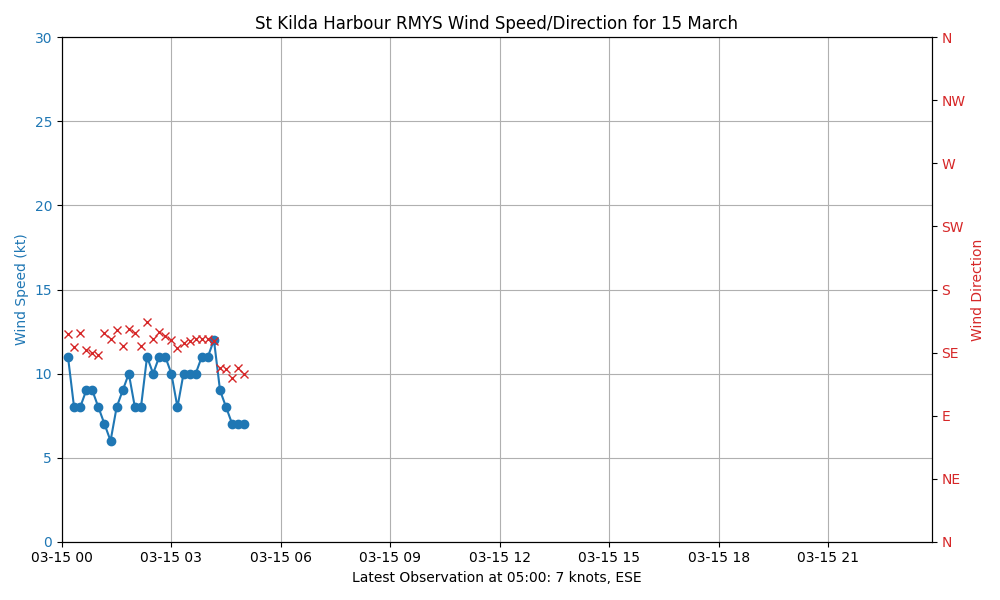 St Kilda Harbour RMYS Wind Speed/Direction for 15 March
Wind Speed (kt)
30
25
20
15
10
5
0
N
NW
W
SW
S
SE
E
NE
N
Wind Direction
03-15 00
03-15 03
03-15 06
03-15 09
03-15 12
03-15 15
03-15 18
03-15 21
Latest Observation at 05:00: 7 knots, ESE